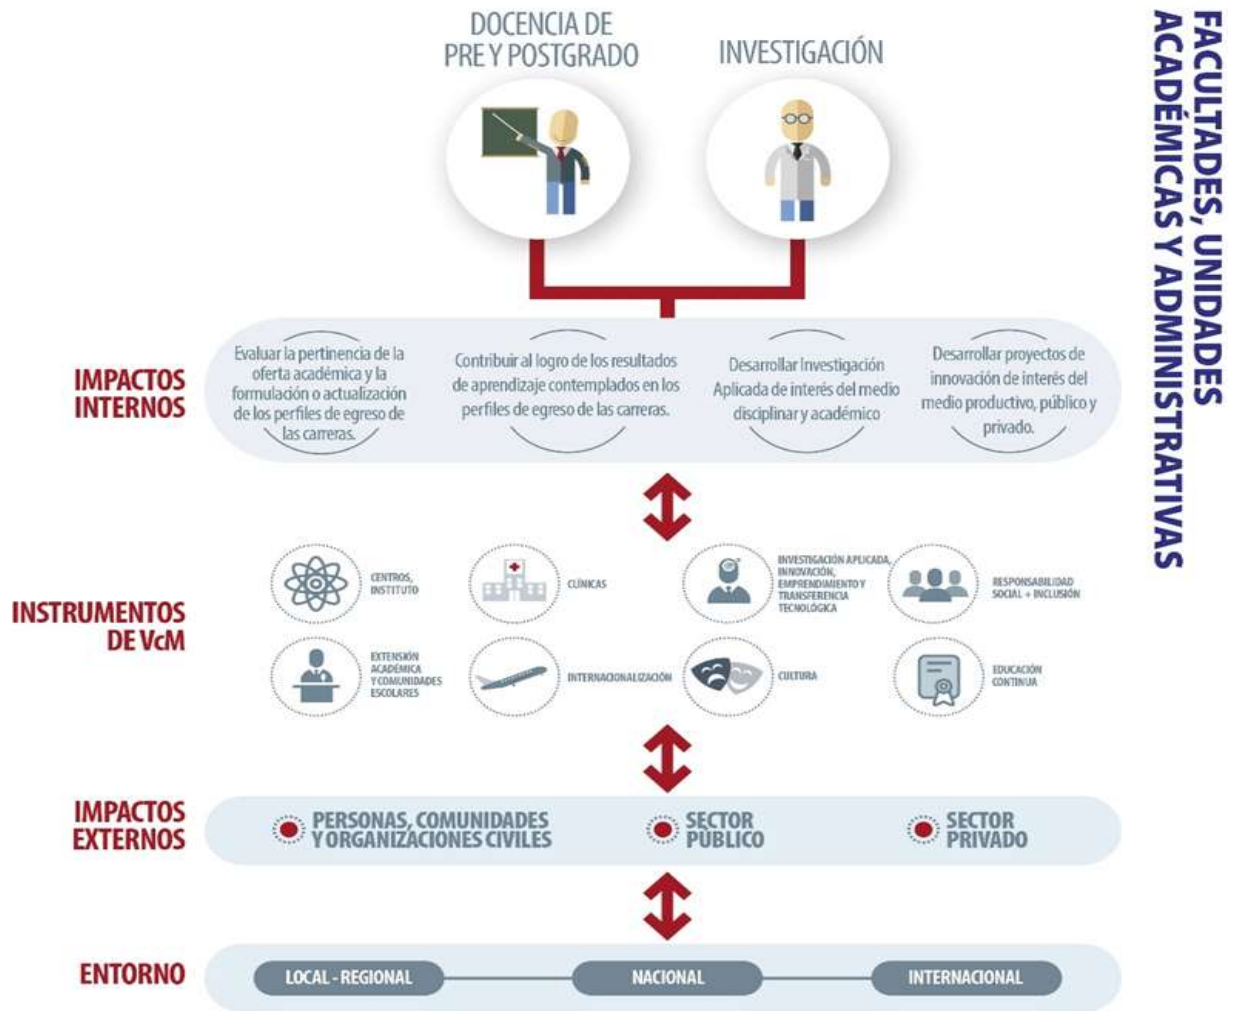 DOCENCIA DE
PRE Y POSTGRADO
INVESTIGACIÓN
FACULTADES, UNIDADES
ACADÉMICAS Y ADMINISTRATIVAS
IMPACTOS
INTERNOS
Evaluar la pertinencia de la
oferta académica y la
formulación o actualización
de los perfiles de egreso de
las carreras.
Contribuir al logro de los resultados
de aprendizaje contemplados en los
perfiles de egreso de las carreras.
Desarrollar Investigación
Aplicada de interés del medio
disciplinar y académico
Desarrollar proyectos de
innovación de interés del
medio productivo, público y
privado.
INSTRUMENTOS
DE VcM
CENTROS,
INSTITUTO
CLÍNICAS
INVESTIGACIÓN APLICADA,
INNOVACIÓN,
EMPRENDIMIENTO Y
TRANSFERENCIA
TECNOLÓGICA
RESPONSABILIDAD
SOCIAL + INCLUSIÓN
EXTENSIÓN
ACADÉMICA
Y COMUNIDADES
ESCOLARES
INTERNACIONALIZACIÓN
CULTURA
EDUCACIÓN
CONTINUA
IMPACTOS
EXTERNOS
PERSONAS, COMUNIDADES
Y ORGANIZACIONES CIVILES
SECTOR
PÚBLICO
SECTOR
PRIVADO
ENTORNO
LOCAL - REGIONAL
NACIONAL
INTERNACIONAL